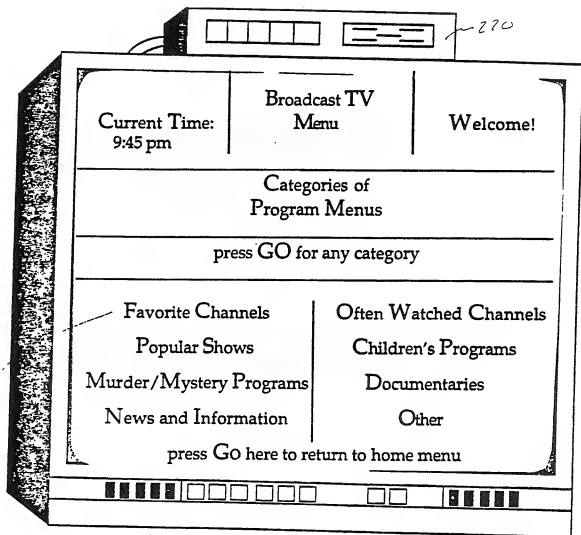 220
Broadcast TV
Menu
Current Time:
9:45 pm
Welcome!
Categories of
Program Menus
press GO for any category
Favorite Channels
Often Watched Channels
Popular Shows
Children's Programs
Murder/Mystery Programs
Documentaries
News and Information
Other
press Go here to return to home menu